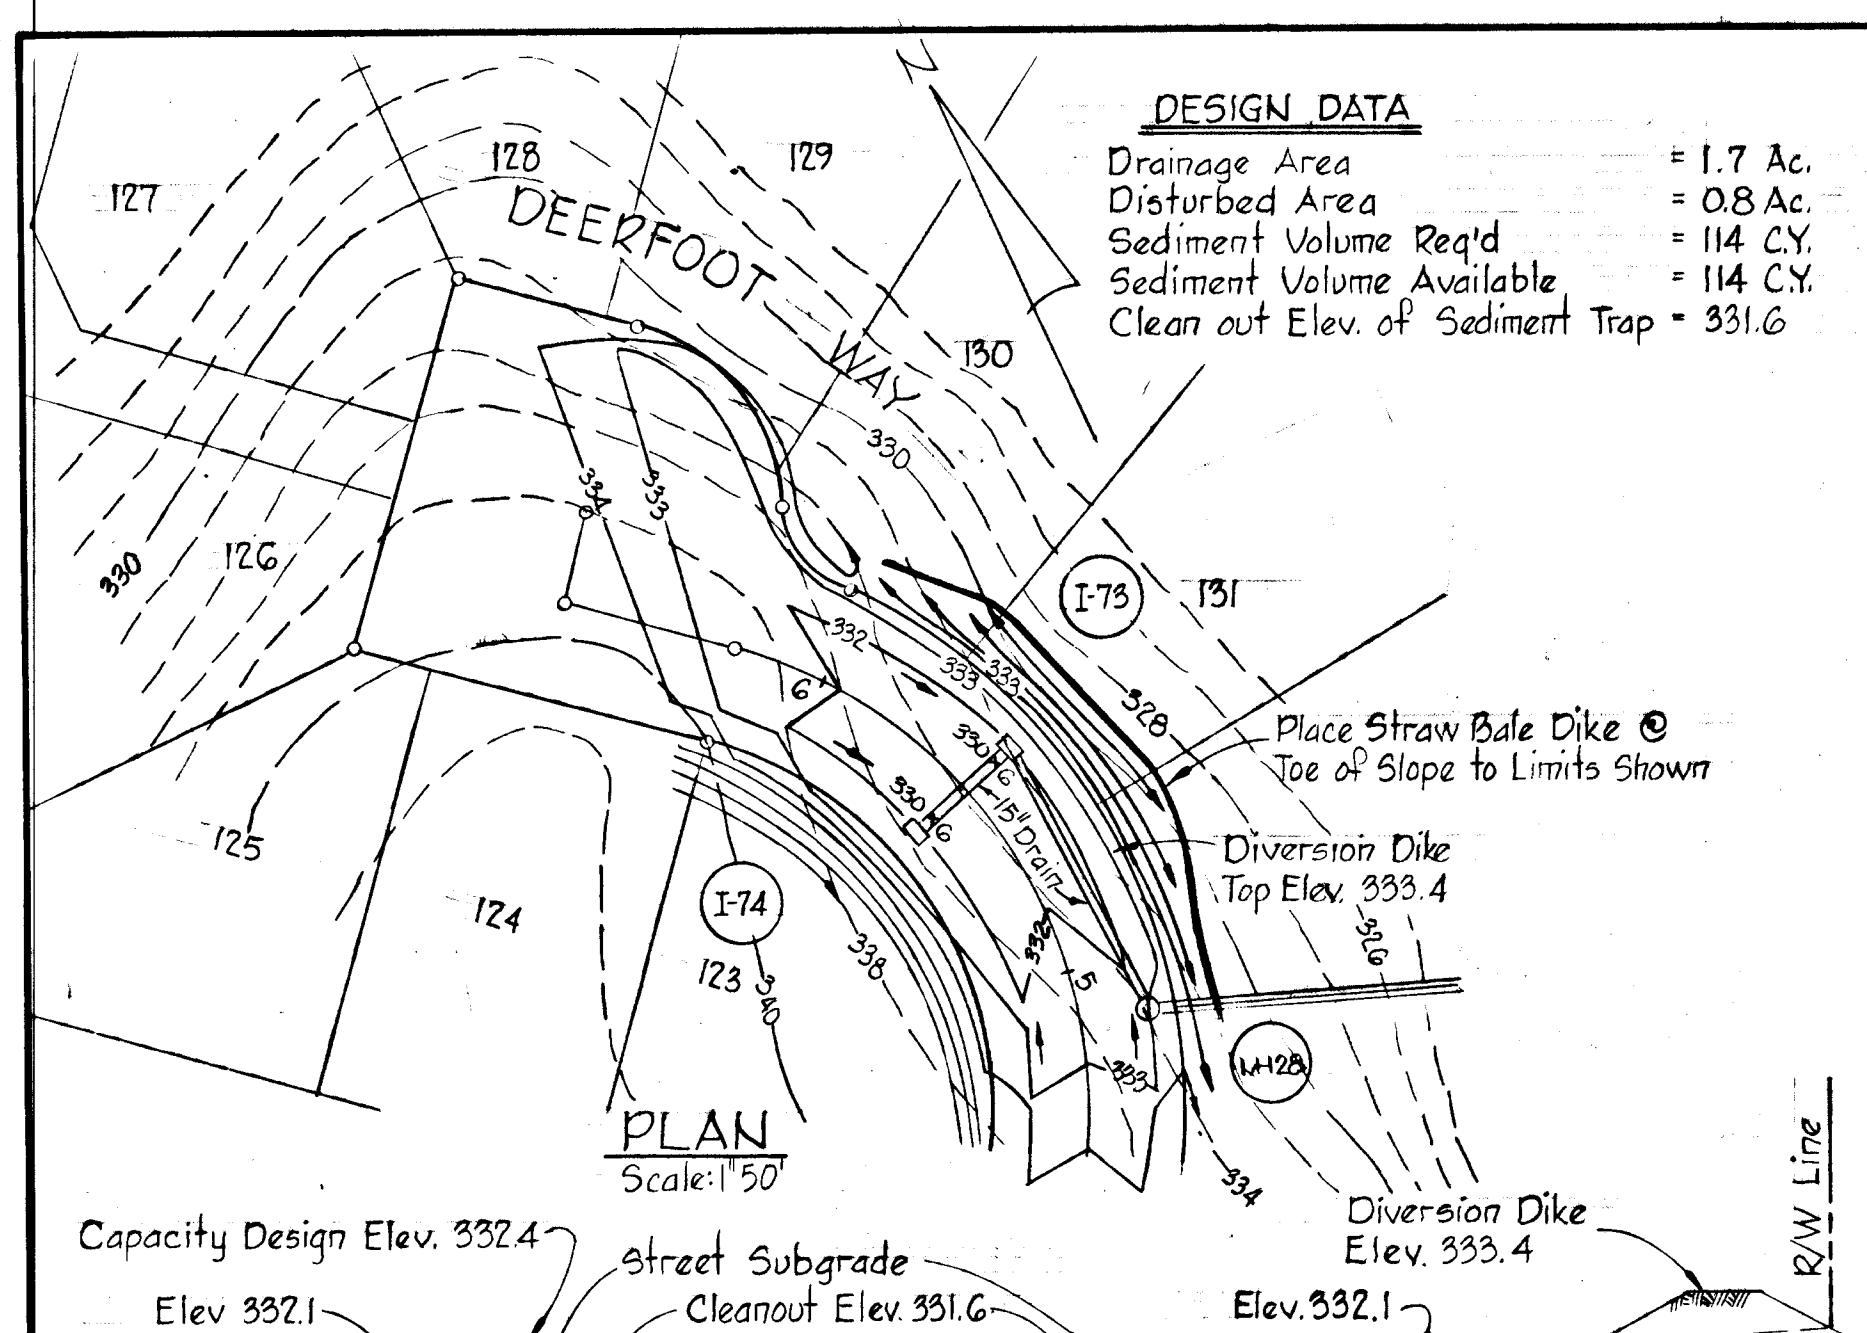 N
DESIGN DATA
Drainage Area = 1.7 Ac.
Disturbed Area = 0.8 Ac.
Sediment Volume Req'd = 114 C.Y.
Sediment Volume Available = 114 C.Y.
Clean out Elev. of Sediment Trap = 331.6
127
128
129
DEERFOOT WAY
130
330
334
333
330
126
I-73
131
332
333
333
6
328
Place Straw Bale Dike @
Toe of Slope to Limits Shown
330
6
330
6
15" Drain
125
Diversion Dike
Top Elev. 333.4
124
I-74
338
332
326
123
340
5
333
MH28
PLAN
Scale: 1" 50'
334
R/W Line
Capacity Design Elev. 332.4
Street Subgrade
Diversion Dike
Elev. 333.4
Elev 332.1
Cleanout Elev. 331.6
Elev. 332.1